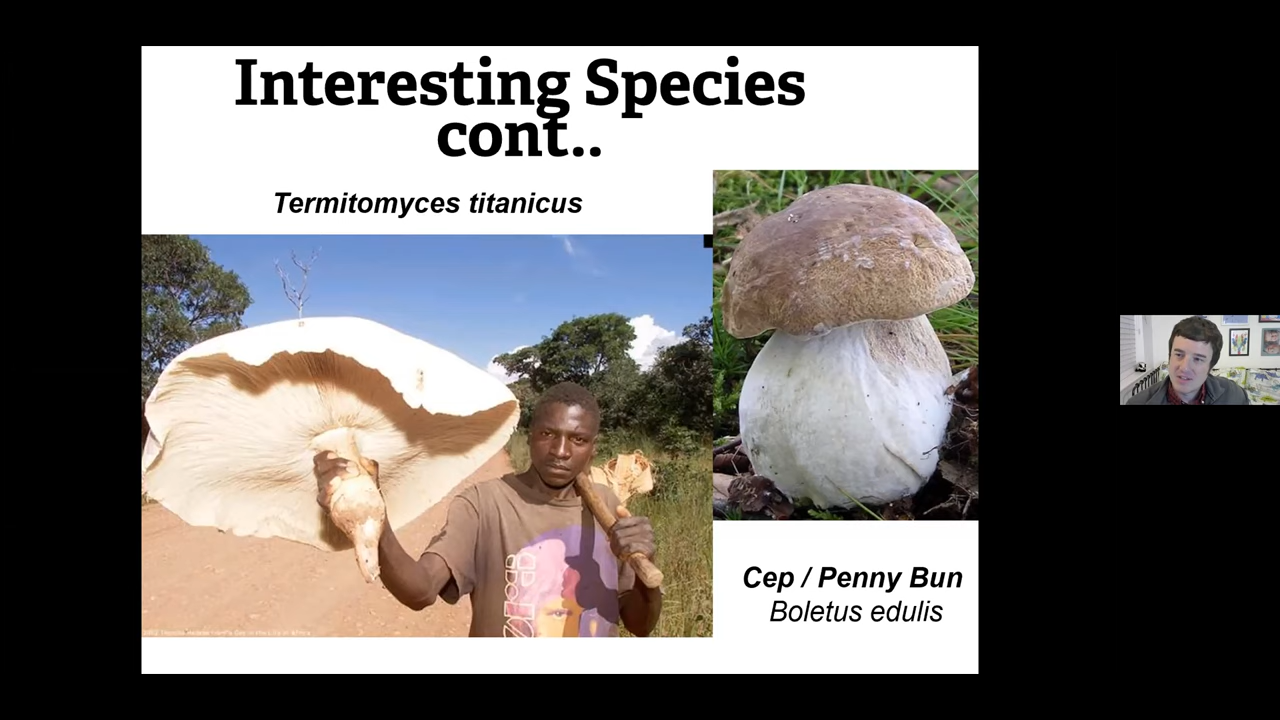 Interesting Species
cont..
Termitomyces titanicus
Cep / Penny Bun
Boletus edulis